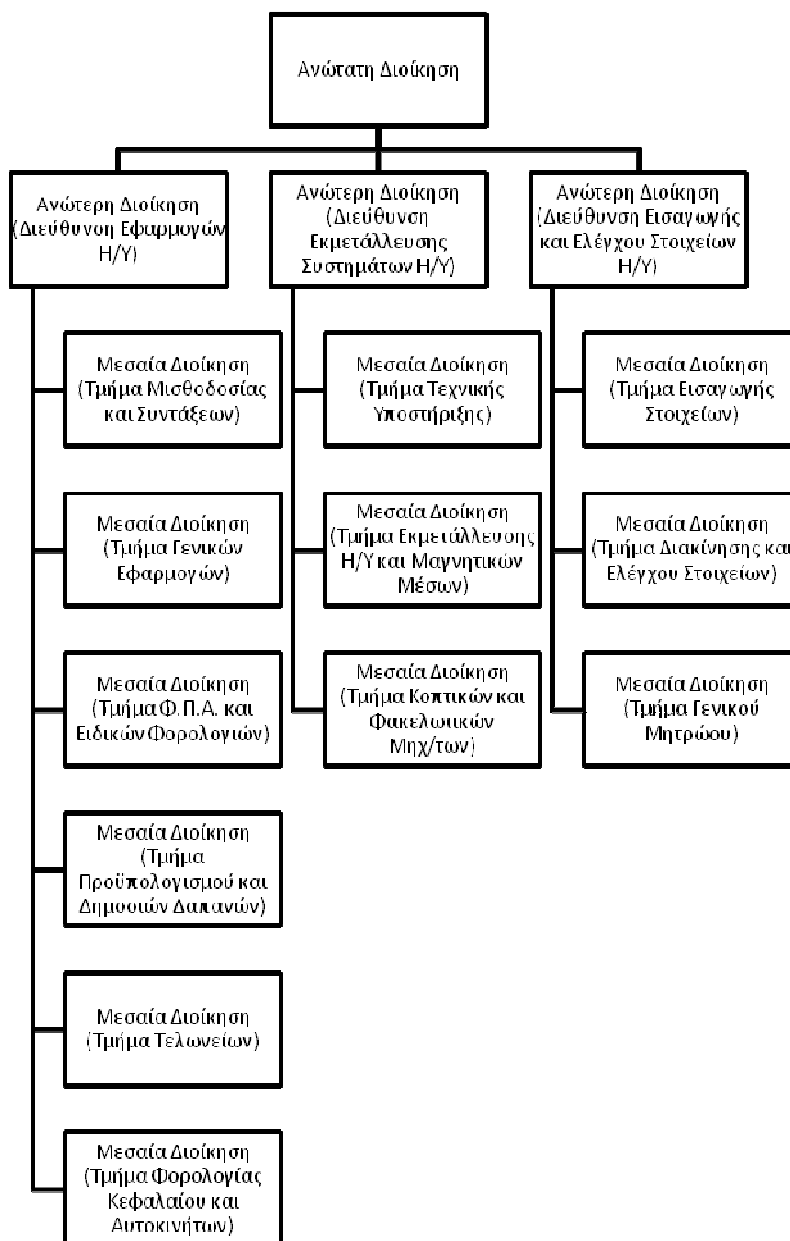 Ανώτατη Διοίκηση
Ανώτερη Διοίκηση
(Διεύθυνση Εφαρμογών
Η/Υ)
Ανώτερη Διοίκηση
(Διεύθυνση
Εκμετάλλευσης
Συστημάτων Η/Υ)
Ανώτερη Διοίκηση
(Διεύθυνση Εισαγωγής
και Ελέγχου Στοιχείων
Η/Υ)
Μεσαία Διοίκηση
(Τμήμα Μισθοδοσίας
και Συντάξεων)
Μεσαία Διοίκηση
(Τμήμα Γενικών
Εφαρμογών)
Μεσαία Διοίκηση
(Τμήμα Φ.Π.Α. και
Ειδικών Φορολογιών)
Μεσαία Διοίκηση
(Τμήμα
Προϋπολογισμού και
Δημοσιών Δαπανών)
Μεσαία Διοίκηση
(Τμήμα Τελωνείων)
Μεσαία Διοίκηση
(Τμήμα Φορολογίας
Κεφαλαίου και
Αυτοκινήτων)
Μεσαία Διοίκηση
(Τμήμα Τεχνικής
Υποστήριξης)
Μεσαία Διοίκηση
(Τμήμα Εκμετάλλευσης
Η/Υ και Μαγνητικών
Μέσων)
Μεσαία Διοίκηση
(Τμήμα Κοπτικών και
Φακελωτικών
Μηχ/των)
Μεσαία Διοίκηση
(Τμήμα Εισαγωγής
Στοιχείων)
Μεσαία Διοίκηση
(Τμήμα Διακίνησης και
Ελέγχου Στοιχείων)
Μεσαία Διοίκηση
(Τμήμα Γενικού
Μητρώου)